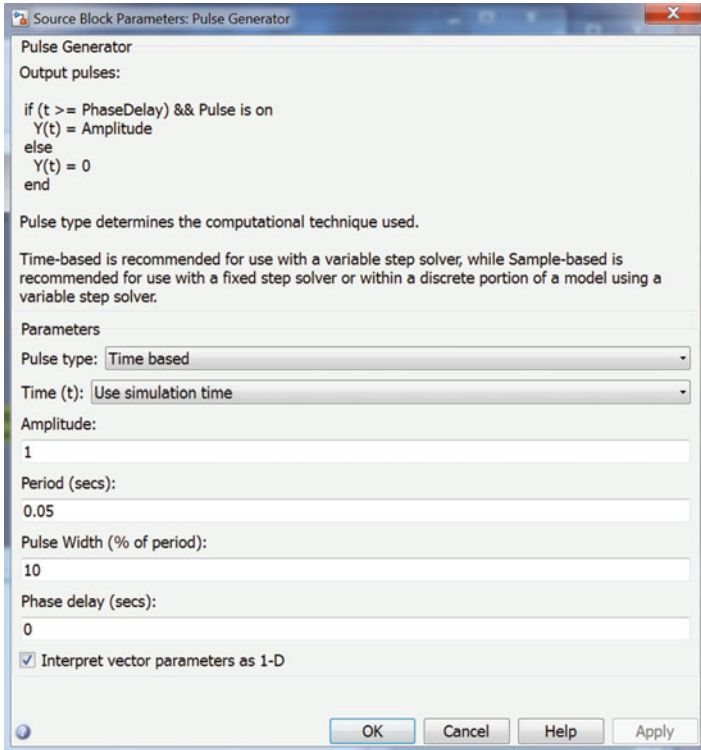 Source Block Parameters: Pulse Generator
Pulse Generator
Output pulses:
if (t >= PhaseDelay) && Pulse is on
Y(t) = Amplitude
else
Y(t) = 0
end
Pulse type determines the computational technique used.
Time-based is recommended for use with a variable step solver, while Sample-based is
recommended for use with a fixed step solver or within a discrete portion of a model using a
variable step solver.
Parameters
Pulse type: Time based
Time (t): Use simulation time
Amplitude:
1
Period (secs):
0.05
Pulse Width (% of period):
10
Phase delay (secs):
0
Interpret vector parameters as 1-D
OK Cancel Help Apply